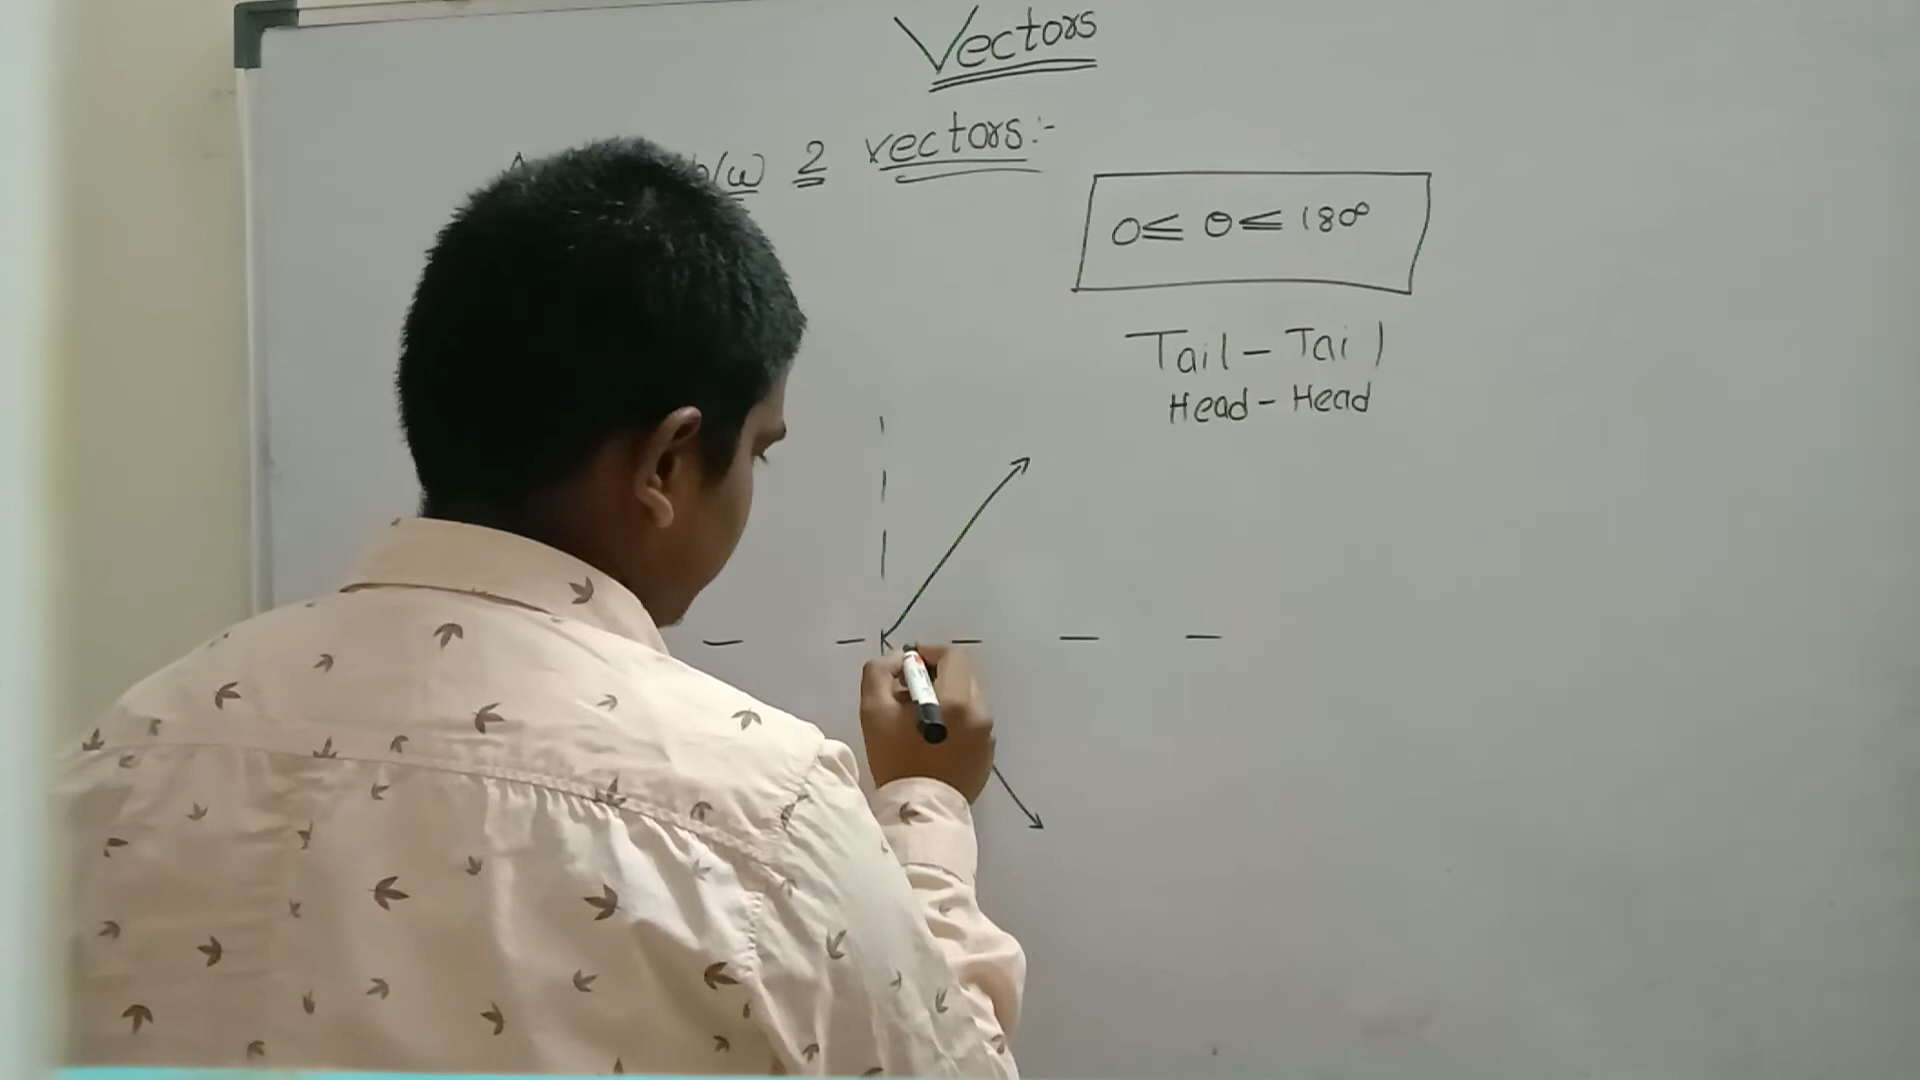 Vectors
b/w 2 vectors:-
0 ≤ θ ≤ 180°
Tail - Tail
Head - Head